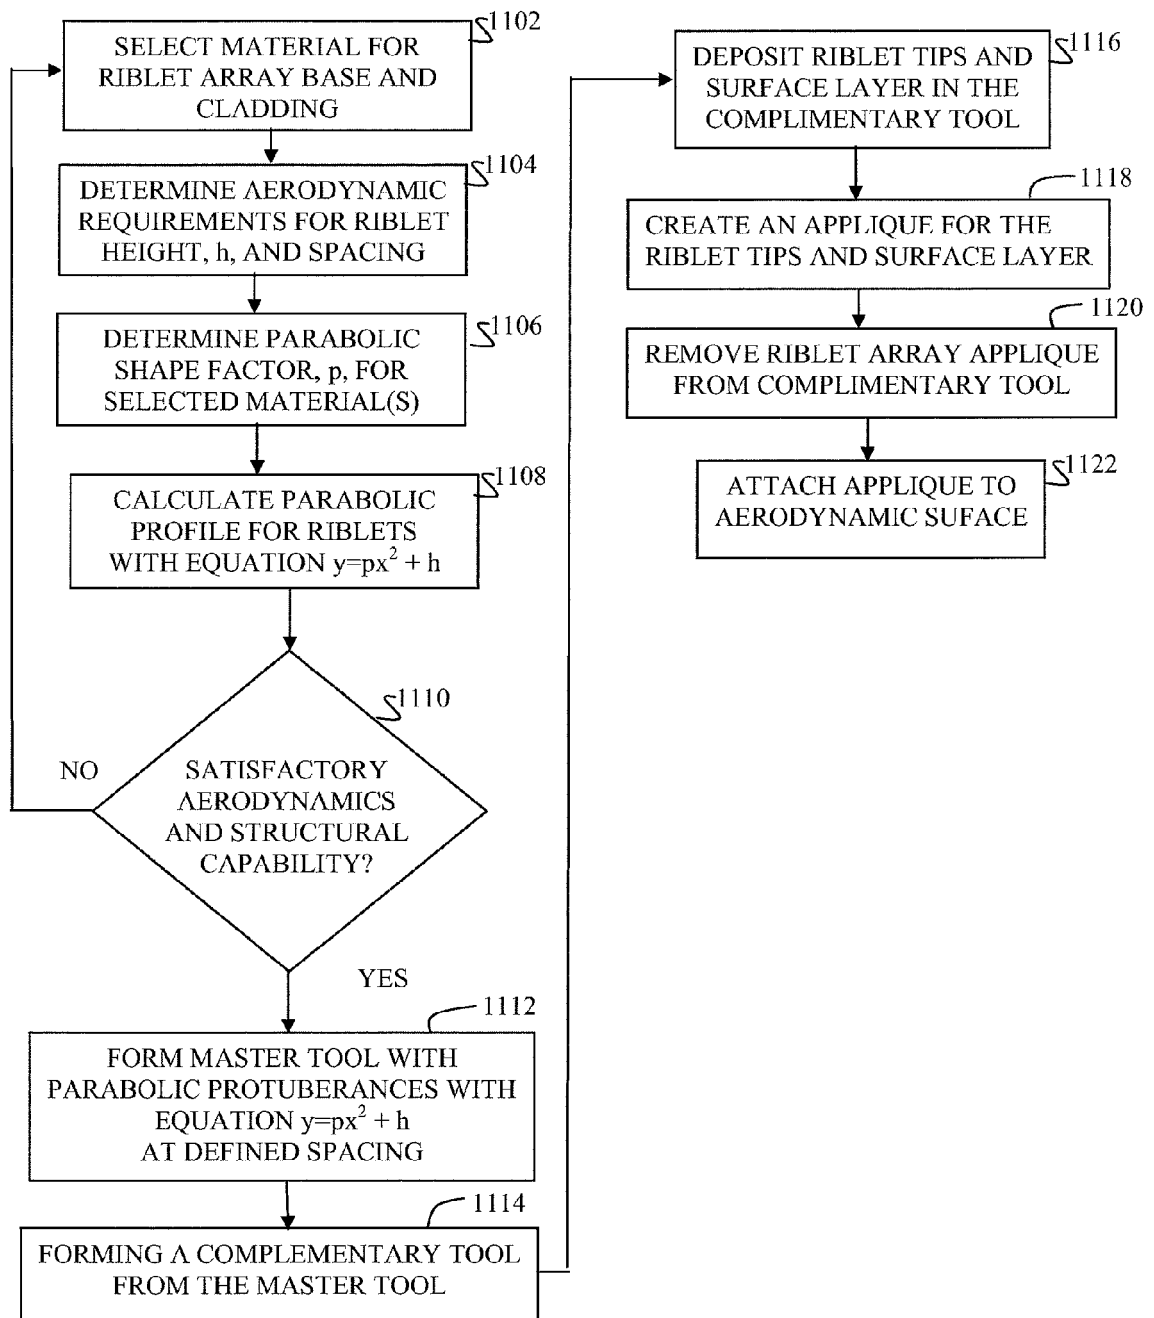 1102
SELECT MATERIAL FOR
RIBLET ARRAY BASE AND
CLADDING
1104
DETERMINE AERODYNAMIC
REQUIREMENTS FOR RIBLET
HEIGHT, h, AND SPACING
1106
DETERMINE PARABOLIC
SHAPE FACTOR, p, FOR
SELECTED MATERIAL(S)
1108
CALCULATE PARABOLIC
PROFILE FOR RIBLETS
WITH EQUATION y=px² + h
1110
NO
SATISFACTORY
AERODYNAMICS
AND STRUCTURAL
CAPABILITY?
YES
1112
FORM MASTER TOOL WITH
PARABOLIC PROTUBERANCES WITH
EQUATION y=px² + h
AT DEFINED SPACING
1114
FORMING A COMPLEMENTARY TOOL
FROM THE MASTER TOOL
1116
DEPOSIT RIBLET TIPS AND
SURFACE LAYER IN THE
COMPLIMENTARY TOOL
1118
CREATE AN APPLIQUE FOR THE
RIBLET TIPS AND SURFACE LAYER
1120
REMOVE RIBLET ARRAY APPLIQUE
FROM COMPLIMENTARY TOOL
1122
ATTACH APPLIQUE TO
AERODYNAMIC SUFACE